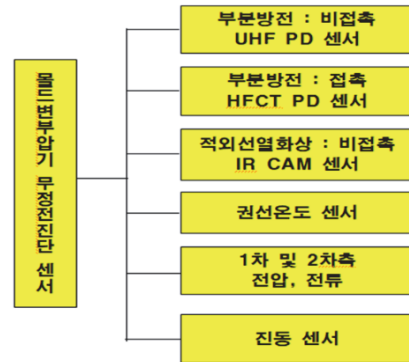 몰드변부압기 무정전진단 센서
부분방전 : 비접촉
UHF PD 센서
부분방전 : 접촉
HFCT PD 센서
적외선열화상 : 비접촉
IR CAM 센서
권선온도 센서
1차 및 2차측
전압, 전류
진동 센서